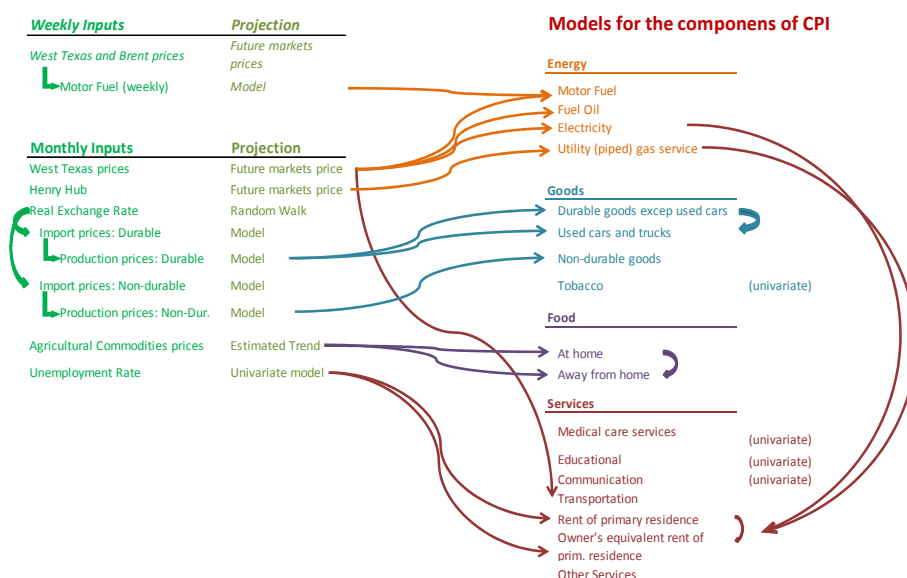 Weekly Inputs
Projection
West Texas and Brent prices
Future markets
prices
Motor Fuel (weekly)
Model
Monthly Inputs
Projection
West Texas prices
Future markets price
Henry Hub
Future markets price
Real Exchange Rate
Random Walk
Import prices: Durable
Model
Production prices: Durable
Model
Import prices: Non-durable
Model
Production prices: Non-Dur.
Model
Agricultural Commodities prices
Estimated Trend
Unemployment Rate
Univariate model
Models for the componens of CPI
Energy
Motor Fuel
Fuel Oil
Electricity
Utility (piped) gas service
Goods
Durable goods excep used cars
Used cars and trucks
Non-durable goods
Tobacco
(univariate)
Food
At home
Away from home
Services
Medical care services
(univariate)
Educational
(univariate)
Communication
(univariate)
Transportation
Rent of primary residence
Owner's equivalent rent of
prim. residence
Other Services